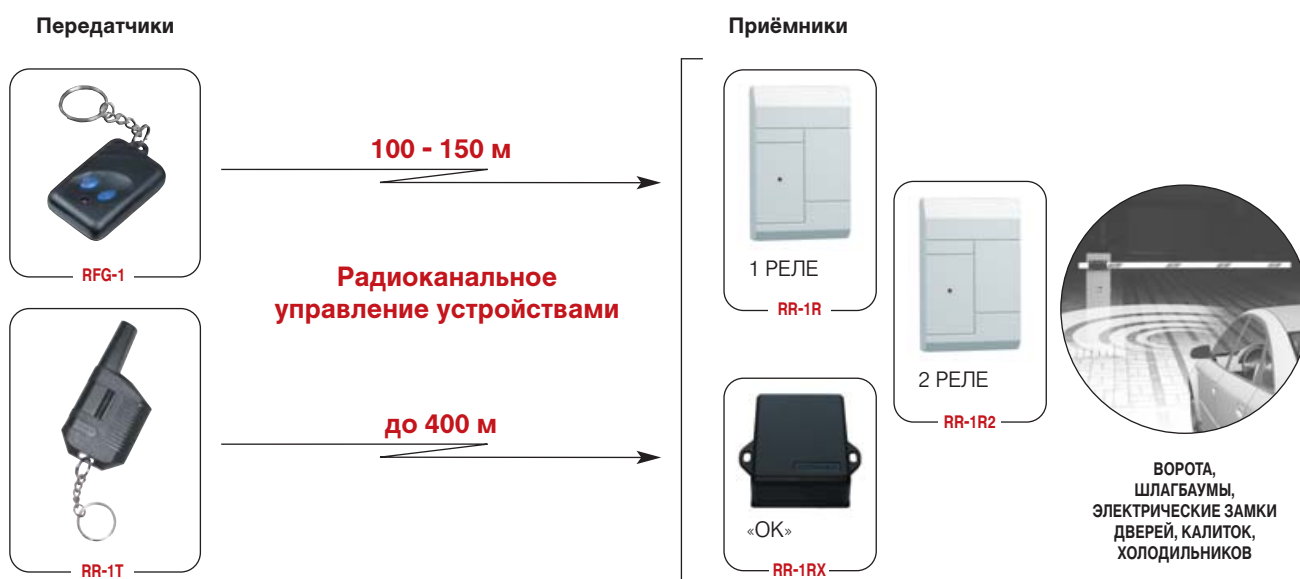 Передатчики
Приёмники
100 - 150 м
RFG-1
Радиоканальное
управление устройствами
1 РЕЛЕ
RR-1R
2 РЕЛЕ
RR-1R2
до 400 м
RR-1T
«ОК»
RR-1RX
ВОРОТА,
ШЛАГБАУМЫ,
ЭЛЕКТРИЧЕСКИЕ ЗАМКИ
ДВЕРЕЙ, КАЛИТОК,
ХОЛОДИЛЬНИКОВ